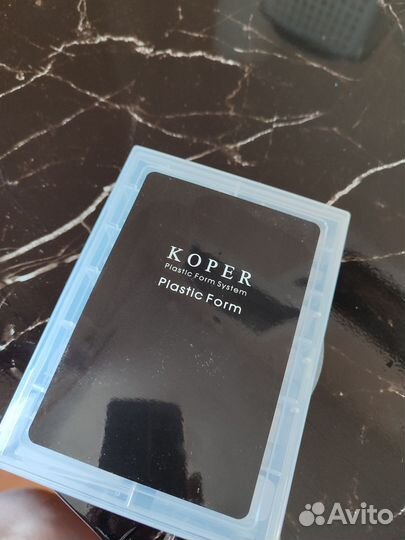 KOPER
Plastic Form System
Plastic Form
Avito